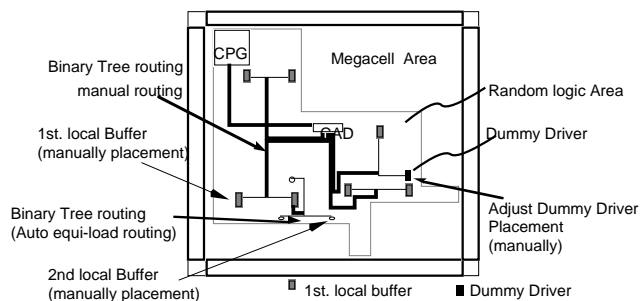 CPG
Megacell Area
Binary Tree routing
manual routing
Random logic Area
CAD
1st. local Buffer
(manually placement)
Dummy Driver
Binary Tree routing
(Auto equi-load routing)
Adjust Dummy Driver
Placement
(manually)
2nd local Buffer
(manually placement)
1st. local buffer
Dummy Driver